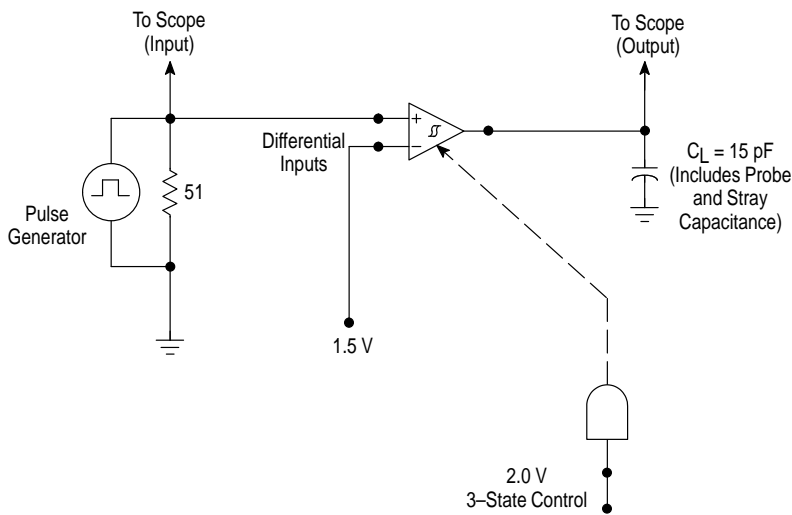 To Scope
(Input)
To Scope
(Output)
Differential
Inputs
+
−
51
Pulse
Generator
CL = 15 pF
(Includes Probe
and Stray
Capacitance)
1.5 V
2.0 V
3–State Control